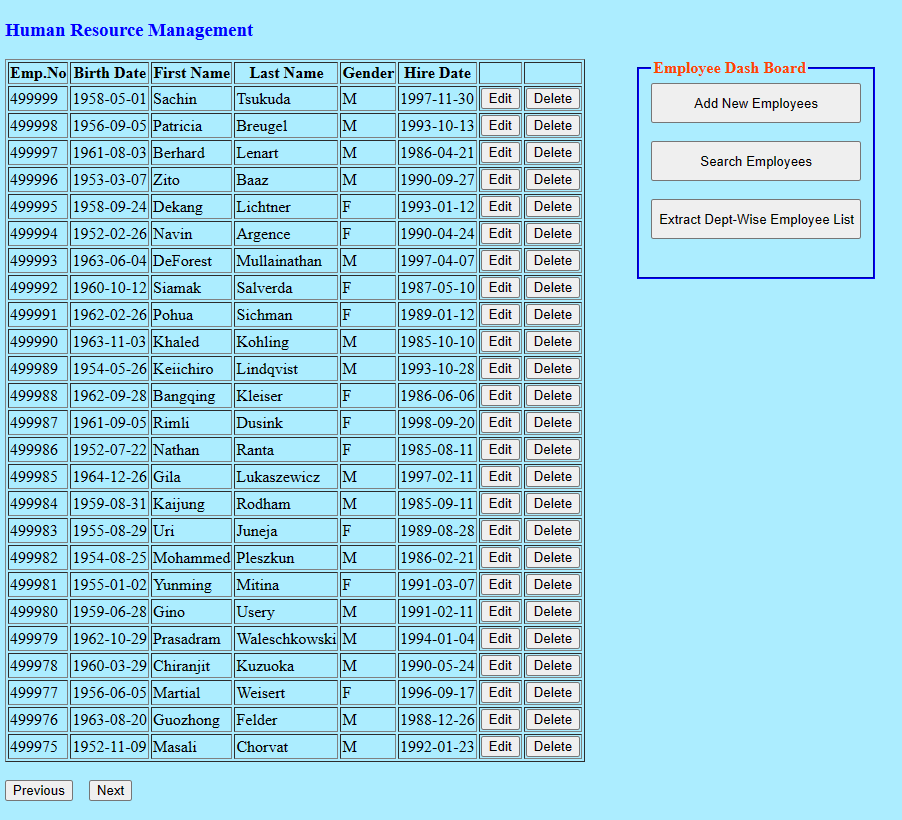 Human Resource Management
Emp.No Birth Date First Name Last Name Gender Hire Date
499999 1958-05-01 Sachin Tsukuda M 1997-11-30 Edit Delete
499998 1956-09-05 Patricia Breugel M 1993-10-13 Edit Delete
499997 1961-08-03 Berhard Lenart M 1986-04-21 Edit Delete
499996 1953-03-07 Zito Baaz M 1990-09-27 Edit Delete
499995 1958-09-24 Dekang Lichtner F 1993-01-12 Edit Delete
499994 1952-02-26 Navin Argence F 1990-04-24 Edit Delete
499993 1963-06-04 DeForest Mullainathan M 1997-04-07 Edit Delete
499992 1960-10-12 Siamak Salverda F 1987-05-10 Edit Delete
499991 1962-02-26 Pohua Sichman F 1989-01-12 Edit Delete
499990 1963-11-03 Khaled Kohling M 1985-10-10 Edit Delete
499989 1954-05-26 Keiichiro Lindqvist M 1993-10-28 Edit Delete
499988 1962-09-28 Bangqing Kleiser F 1986-06-06 Edit Delete
499987 1961-09-05 Rimli Dusink F 1998-09-20 Edit Delete
499986 1952-07-22 Nathan Ranta F 1985-08-11 Edit Delete
499985 1964-12-26 Gila Lukaszewicz M 1997-02-11 Edit Delete
499984 1959-08-31 Kaijung Rodham M 1985-09-11 Edit Delete
499983 1955-08-29 Uri Juneja F 1989-08-28 Edit Delete
499982 1954-08-25 Mohammed Pleszkun M 1986-02-21 Edit Delete
499981 1955-01-02 Yunming Mitina F 1991-03-07 Edit Delete
499980 1959-06-28 Gino Usery M 1991-02-11 Edit Delete
499979 1962-10-29 Prasadram Waleschkowski M 1994-01-04 Edit Delete
499978 1960-03-29 Chiranjit Kuzuoka M 1990-05-24 Edit Delete
499977 1956-06-05 Martial Weisert F 1996-09-17 Edit Delete
499976 1963-08-20 Guozhong Felder M 1988-12-26 Edit Delete
499975 1952-11-09 Masali Chorvat M 1992-01-23 Edit Delete
Previous Next
Employee Dash Board
Add New Employees
Search Employees
Extract Dept-Wise Employee List